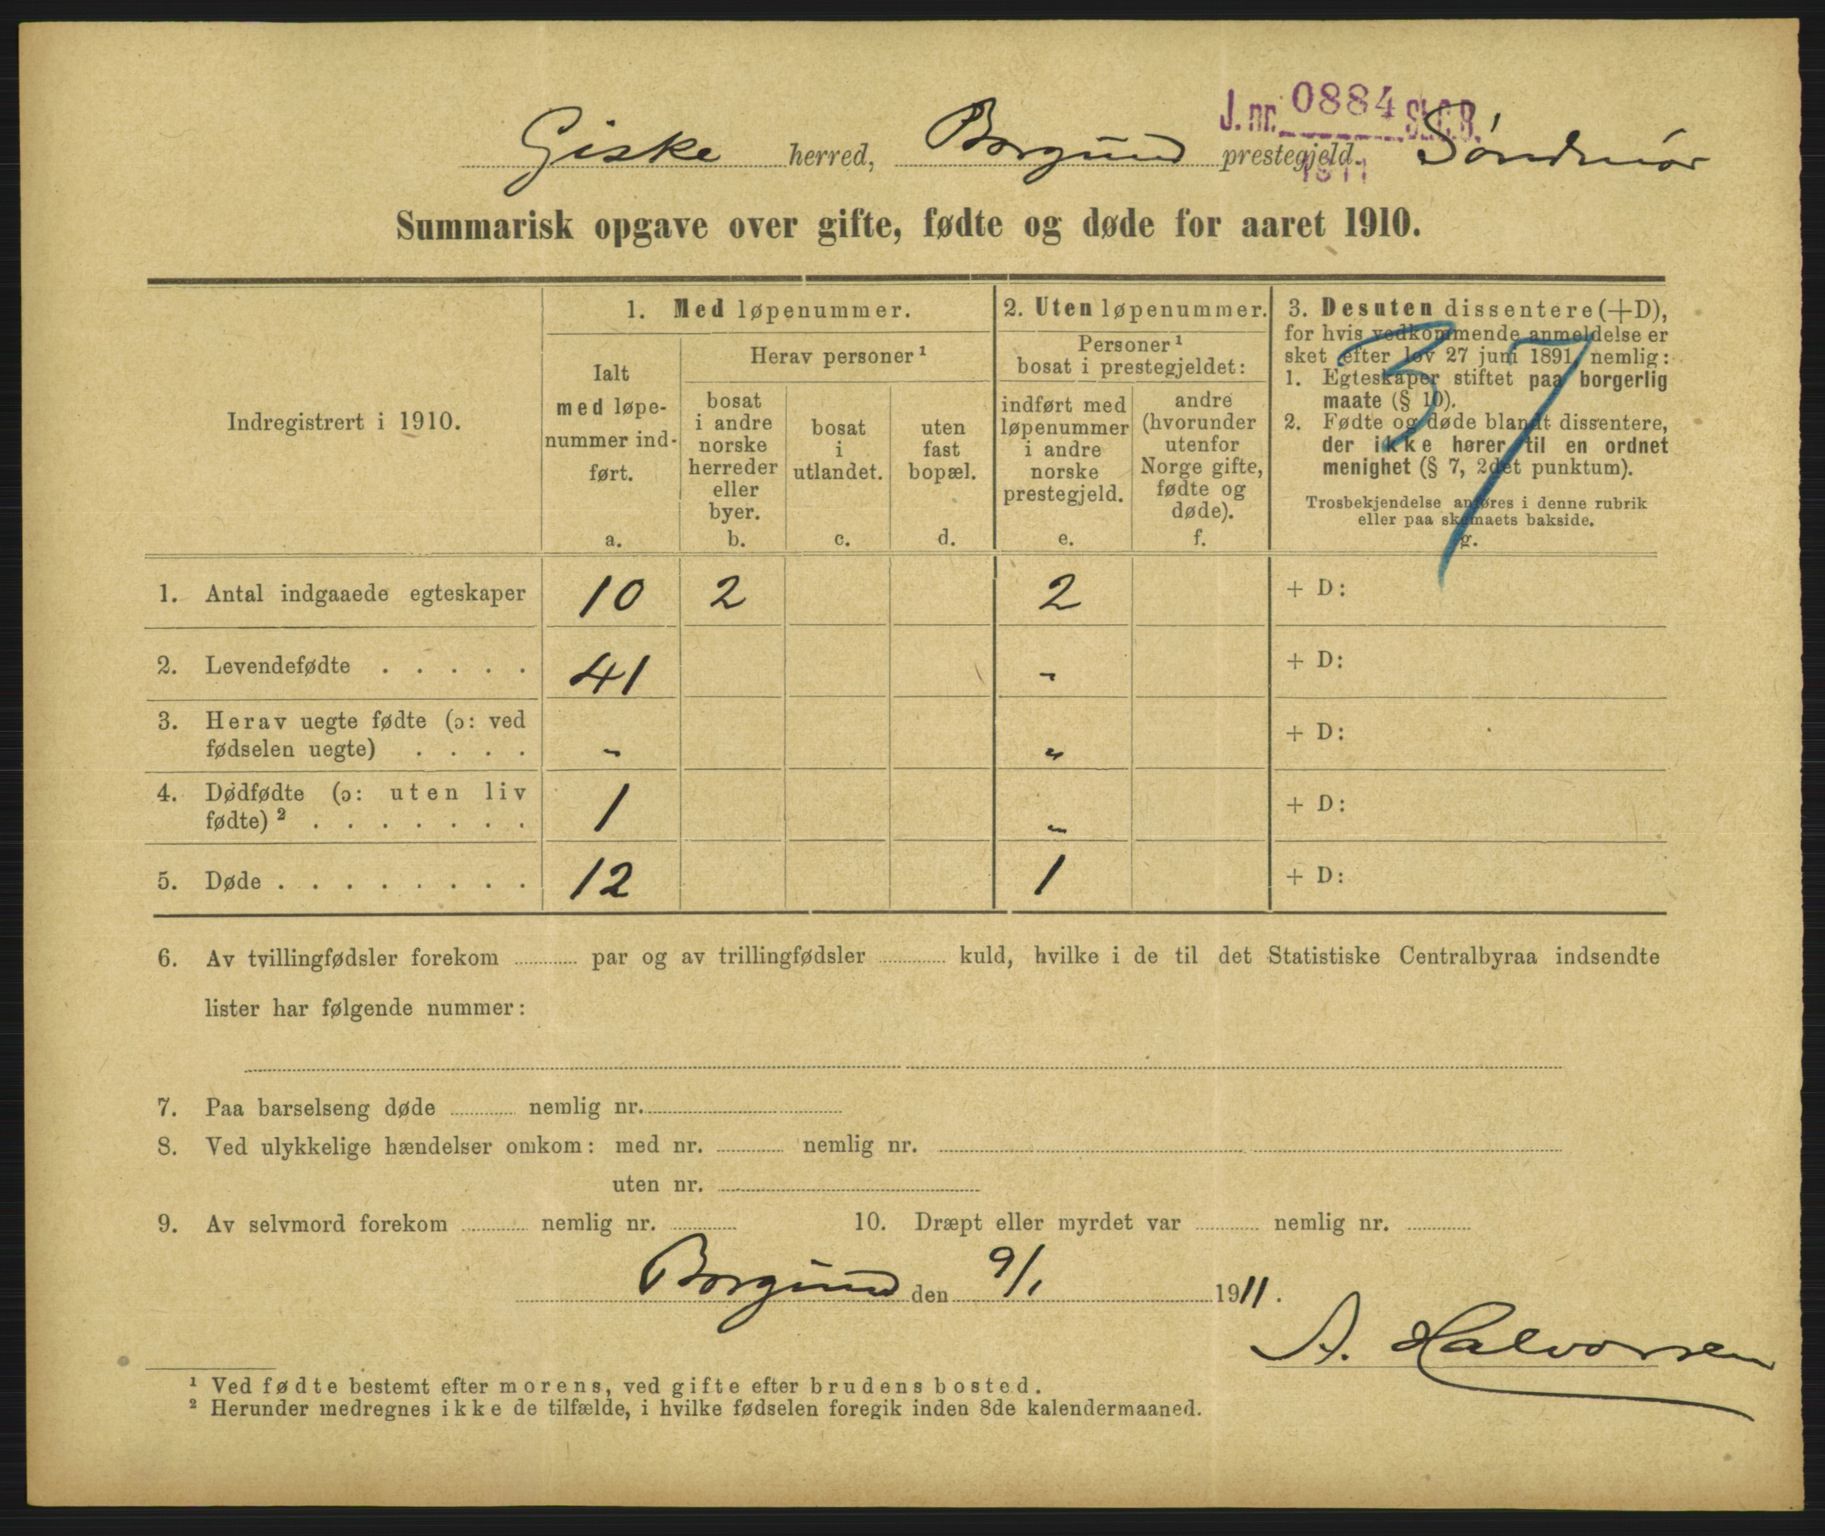 J. nr. 0884 St.C.B.
1911
Giske herred, Borgund prestegjeld. Søndmør
Summarisk opgave over gifte, fødte og døde for aaret 1910.
Indregistrert i 1910.
1. Med løpenummer.
Ialt
med løpe-
nummer ind-
ført.
a.
Herav personer ¹
bosat
i andre
norske
herreder
eller
byer.
b.
bosat
i
utlandet.
c.
uten
fast
bopæl.
d.
2. Uten løpenummer.
Personer ¹
bosat i prestegjeldet:
indført med
løpenummer
i andre
norske
prestegjeld.
e.
andre
(hvorunder
utenfor
Norge gifte,
fødte og
døde).
f.
3. Desuten dissentere (+D),
for hvis vedkommende anmeldelse er
sket efter lov 27 juni 1891, nemlig:
1. Egteskaper stiftet paa borgerlig
maate (§ 10).
2. Fødte og døde blandt dissentere,
der ikke hører til en ordnet
menighet (§ 7, 2det punktum).
Trosbekjendelse anføres i denne rubrik
eller paa skemaets bakside.
g.
37
1. Antal indgaaede egteskaper 10 2 2 + D:
2. Levendefødte . . . . . 41 - + D:
3. Herav uegte fødte (ɔ: ved
fødselen uegte) . . . . - „ + D:
4. Dødfødte (ɔ: uten liv
fødte) ² . . . . . . . 1 „ + D:
5. Døde . . . . . . . . 12 1 + D:
6. Av tvillingfødsler forekom ............ par og av trillingfødsler ............ kuld, hvilke i de til det Statistiske Centralbyraa indsendte
lister har følgende nummer:
7. Paa barselseng døde ............ nemlig nr. ............
8. Ved ulykkelige hændelser omkom: med nr. ............ nemlig nr. ............
uten nr. ............
9. Av selvmord forekom ............ nemlig nr. ............ 10. Dræpt eller myrdet var ............ nemlig nr. ............
Borgund den 9/1 1911.
A. Halvorsen
¹ Ved fødte bestemt efter morens, ved gifte efter brudens bosted.
² Herunder medregnes ikke de tilfælde, i hvilke fødselen foregik inden 8de kalendermaaned.